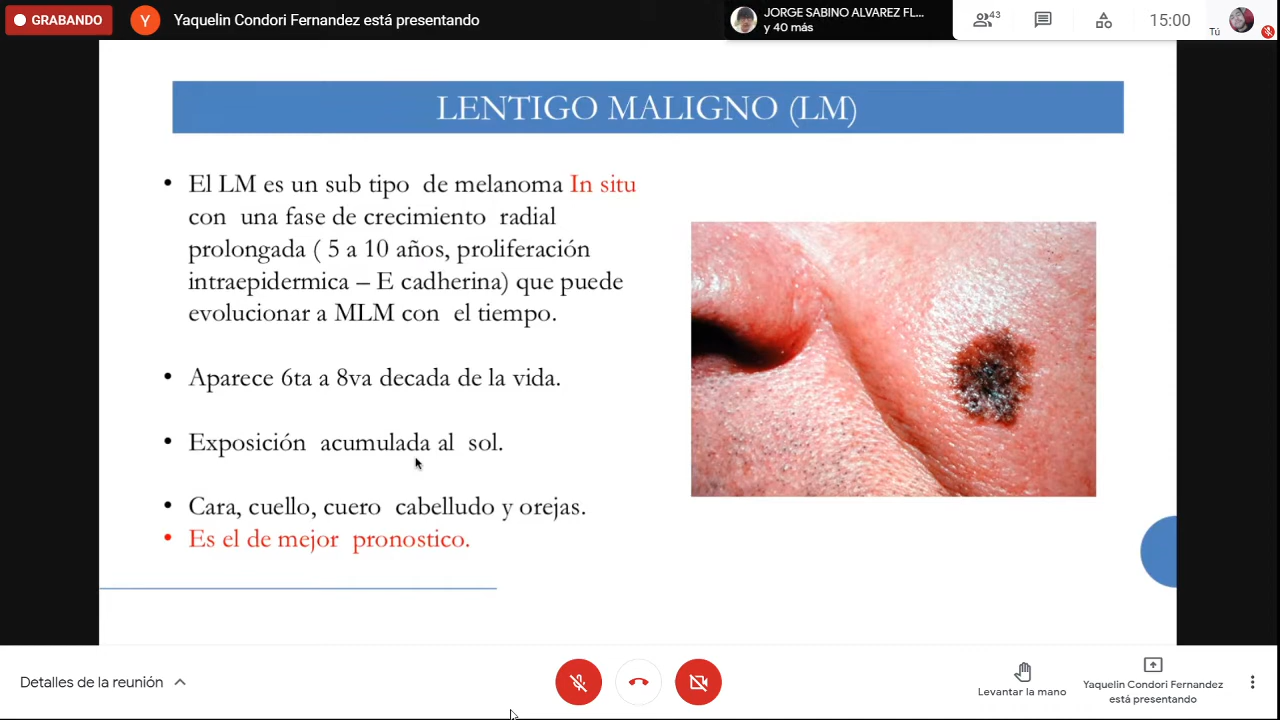 GRABANDO
Y
Yaquelin Condori Fernandez está presentando
JORGE SABINO ALVAREZ FL...
y 40 más
43
15:00
Tú
LENTIGO MALIGNO (LM)
• El LM es un sub tipo de melanoma In situ
con una fase de crecimiento radial
prolongada ( 5 a 10 años, proliferación
intraepidermica – E cadherina) que puede
evolucionar a MLM con el tiempo.
• Aparece 6ta a 8va decada de la vida.
• Exposición acumulada al sol.
• Cara, cuello, cuero cabelludo y orejas.
• Es el de mejor pronostico.
Detalles de la reunión
Levantar la mano
Yaquelin Condori Fernandez
está presentando